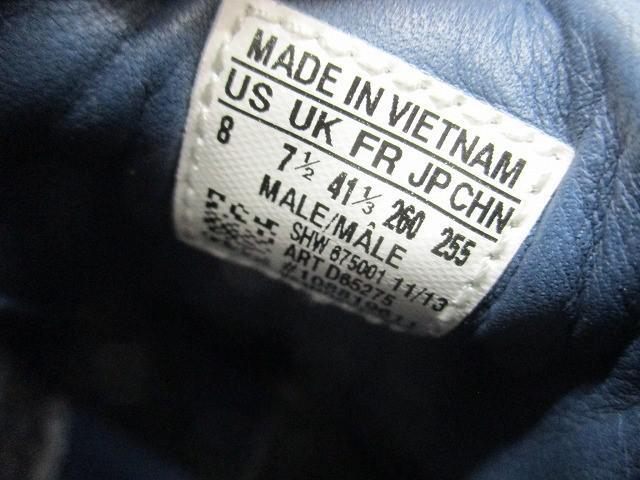 MADE IN VIETNAM
US UK FR JP CHN
8 7½ 41⅓ 260 255
MALE/MÂLE
SHW 675001 11/13
ART D65275